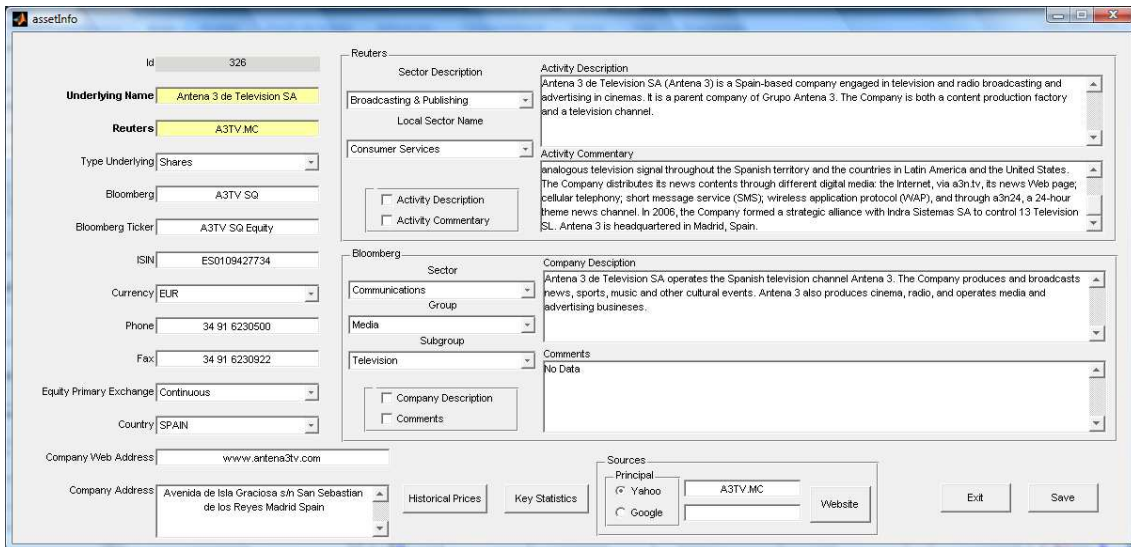 assetInfo
Id 326
Underlying Name Antena 3 de Television SA
Reuters A3TV.MC
Type Underlying Shares
Bloomberg A3TV SQ
Bloomberg Ticker A3TV SQ Equity
ISIN ES0109427734
Currency EUR
Phone 34 91 6230500
Fax 34 91 6230922
Equity Primary Exchange Continuous
Country SPAIN
Company Web Address www.antena3tv.com
Company Address Avenida de Isla Graciosa s/n San Sebastian
de los Reyes Madrid Spain
Reuters
Sector Description
Broadcasting & Publishing
Local Sector Name
Consumer Services
Activity Description
Activity Commentary
Activity Description
Antena 3 de Television SA (Antena 3) is a Spain-based company engaged in television and radio broadcasting and
advertising in cinemas. It is a parent company of Grupo Antena 3. The Company is both a content production factory
and a television channel.
Activity Commentary
analogous television signal throughout the Spanish territory and the countries in Latin America and the United States.
The Company distributes its news contents through different digital media: the Internet, via a3n.tv, its news Web page;
cellular telephony; short message service (SMS); wireless application protocol (WAP), and through a3n24, a 24-hour
theme news channel. In 2006, the Company formed a strategic alliance with Indra Sistemas SA to control 13 Television
SL. Antena 3 is headquartered in Madrid, Spain.
Bloomberg
Sector
Communications
Group
Media
Subgroup
Television
Company Description
Comments
Company Desciption
Antena 3 de Television SA operates the Spanish television channel Antena 3. The Company produces and broadcasts
news, sports, music and other cultural events. Antena 3 also produces cinema, radio, and operates media and
advertising busineses.
Comments
No Data
Historical Prices
Key Statistics
Sources
Principal
Yahoo A3TV.MC
Google
Website
Exit
Save